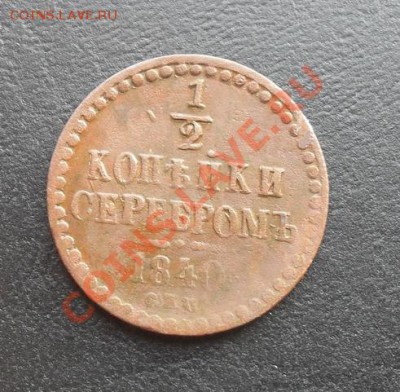 COINS.LAVE.RU
1
2
КОПѢЙКИ
СЕРЕБРОМЪ
1840
COINS.LAVE.RU